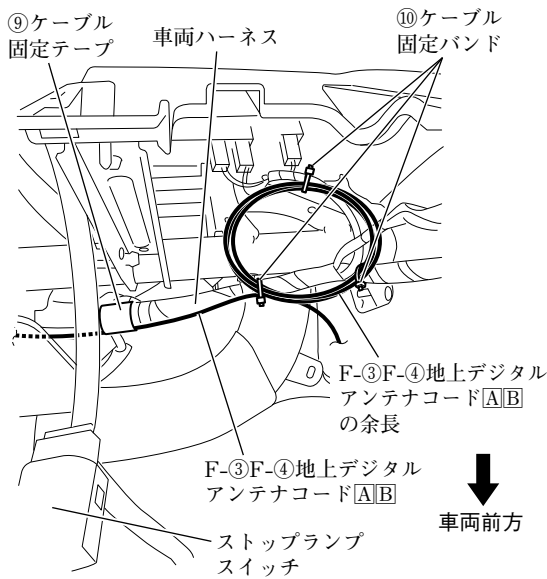 ⑨ケーブル
固定テープ
車両ハーネス
⑩ケーブル
固定バンド
F-③F-④地上デジタル
アンテナコードAB
の余長
F-③F-④地上デジタル
アンテナコードAB
車両前方
ストップランプ
スイッチ